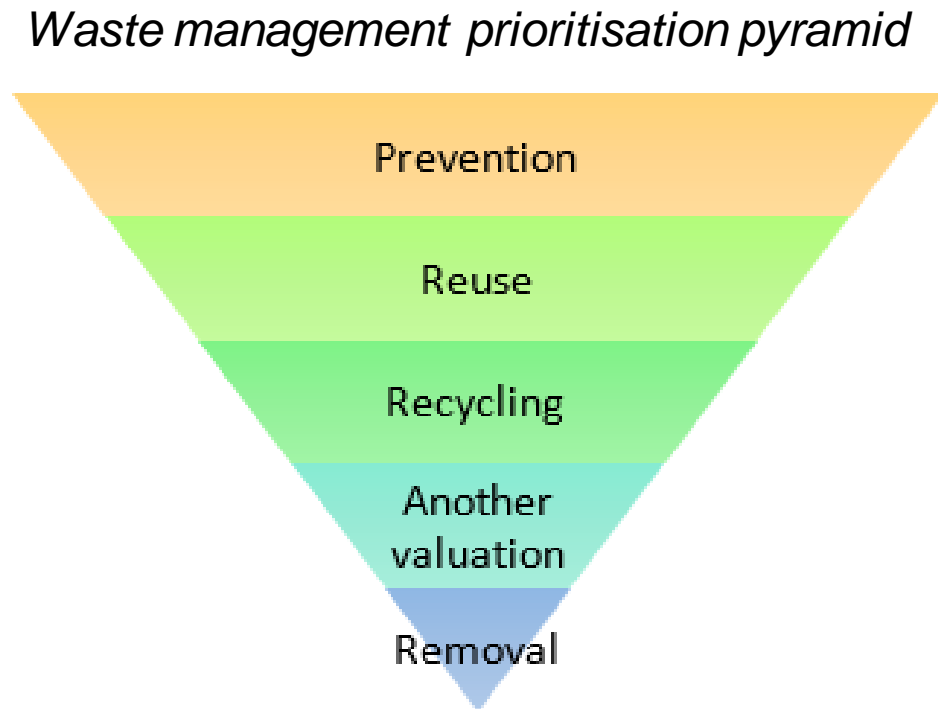 Waste management prioritisation pyramid
Prevention
Reuse
Recycling
Another
valuation
Removal